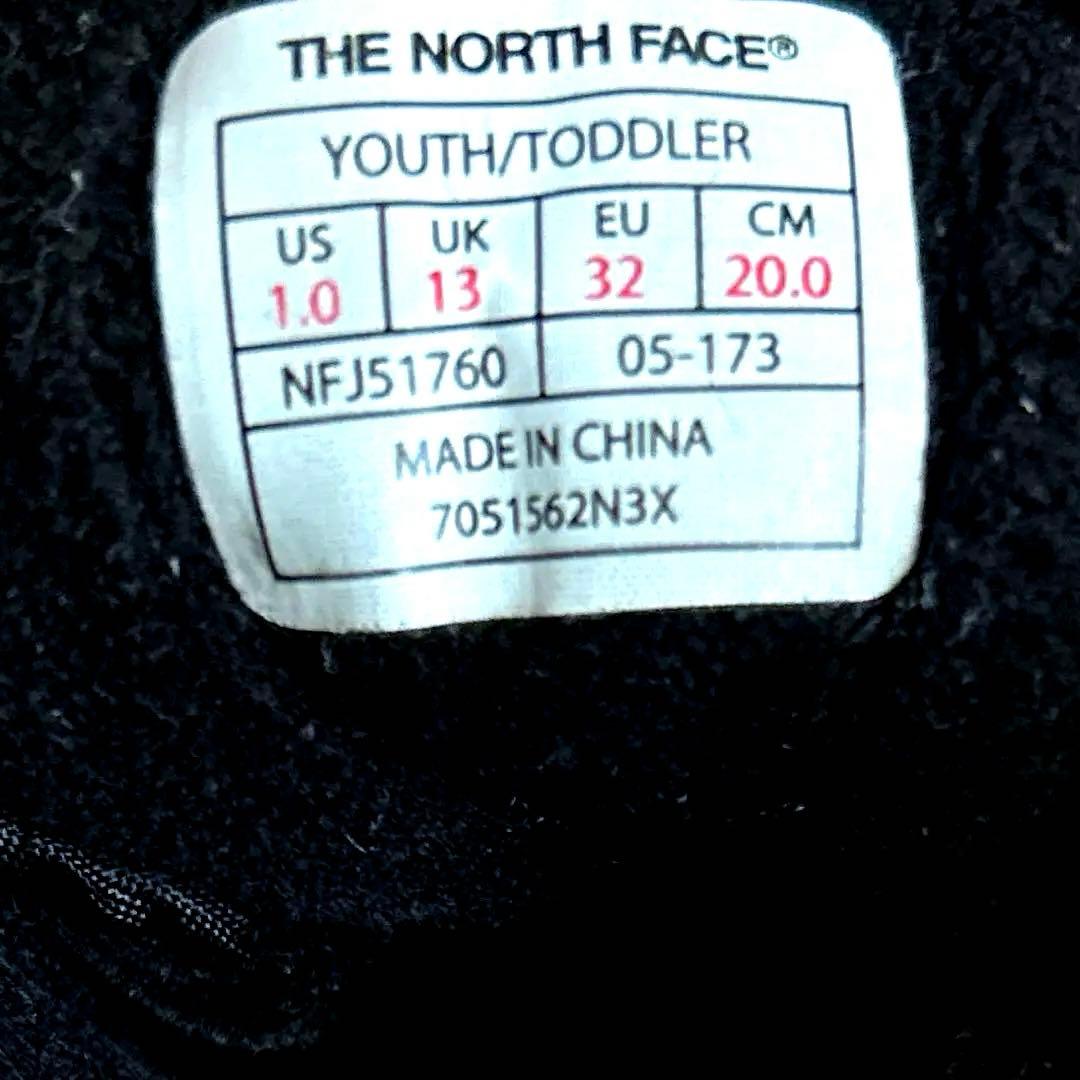 THE NORTH FACE®
YOUTH/TODDLER
US UK EU CM
1.0 13 32 20.0
NFJ51760 05-173
MADE IN CHINA
7051562N3X